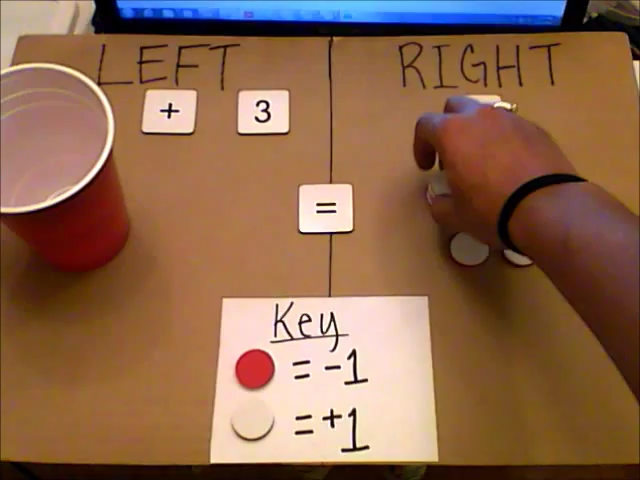 LEFT RIGHT
+ 3
=
Key
= -1
= +1